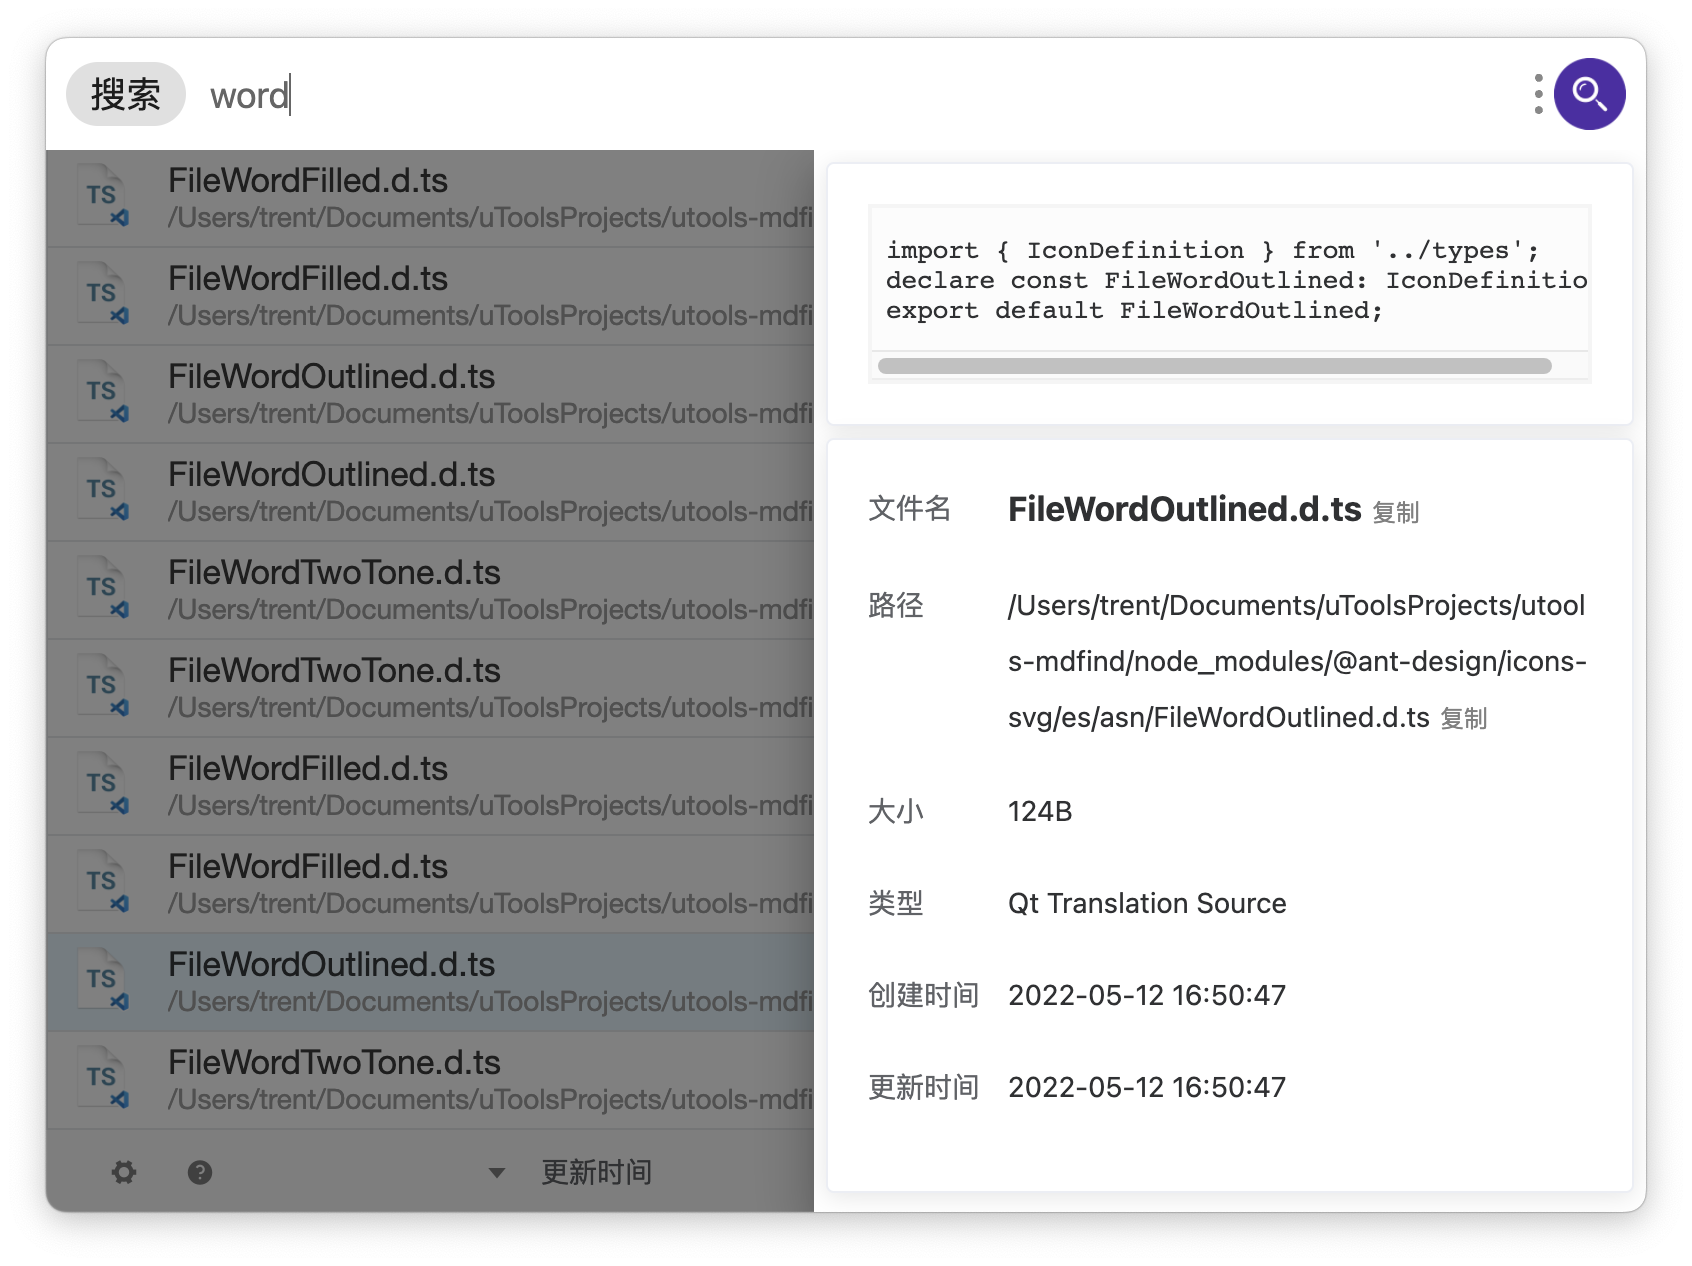 搜索 word
FileWordFilled.d.ts
/Users/trent/Documents/uToolsProjects/utools-mdfi
FileWordFilled.d.ts
/Users/trent/Documents/uToolsProjects/utools-mdfi
FileWordOutlined.d.ts
/Users/trent/Documents/uToolsProjects/utools-mdfi
FileWordOutlined.d.ts
/Users/trent/Documents/uToolsProjects/utools-mdfi
FileWordTwoTone.d.ts
/Users/trent/Documents/uToolsProjects/utools-mdfi
FileWordTwoTone.d.ts
/Users/trent/Documents/uToolsProjects/utools-mdfi
FileWordFilled.d.ts
/Users/trent/Documents/uToolsProjects/utools-mdfi
FileWordFilled.d.ts
/Users/trent/Documents/uToolsProjects/utools-mdfi
FileWordOutlined.d.ts
/Users/trent/Documents/uToolsProjects/utools-mdfi
FileWordTwoTone.d.ts
/Users/trent/Documents/uToolsProjects/utools-mdfi
更新时间
TS
TS
TS
TS
TS
TS
TS
TS
TS
TS
import { IconDefinition } from '../types';
declare const FileWordOutlined: IconDefinitio
export default FileWordOutlined;
文件名 FileWordOutlined.d.ts 复制
路径 /Users/trent/Documents/uToolsProjects/utool
s-mdfind/node_modules/@ant-design/icons-
svg/es/asn/FileWordOutlined.d.ts 复制
大小 124B
类型 Qt Translation Source
创建时间 2022-05-12 16:50:47
更新时间 2022-05-12 16:50:47